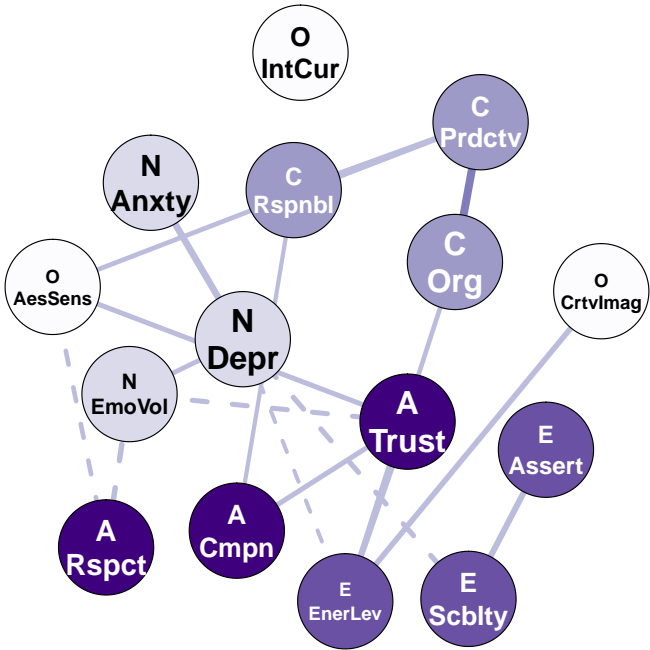 O
IntCur
C
Prdctv
N
Anxty
C
Rspnbl
C
Org
O
AesSens
O
CrtvImag
N
Depr
N
EmoVol
A
Trust
E
Assert
A
Rspct
A
Cmpn
E
EnerLev
E
Scblty